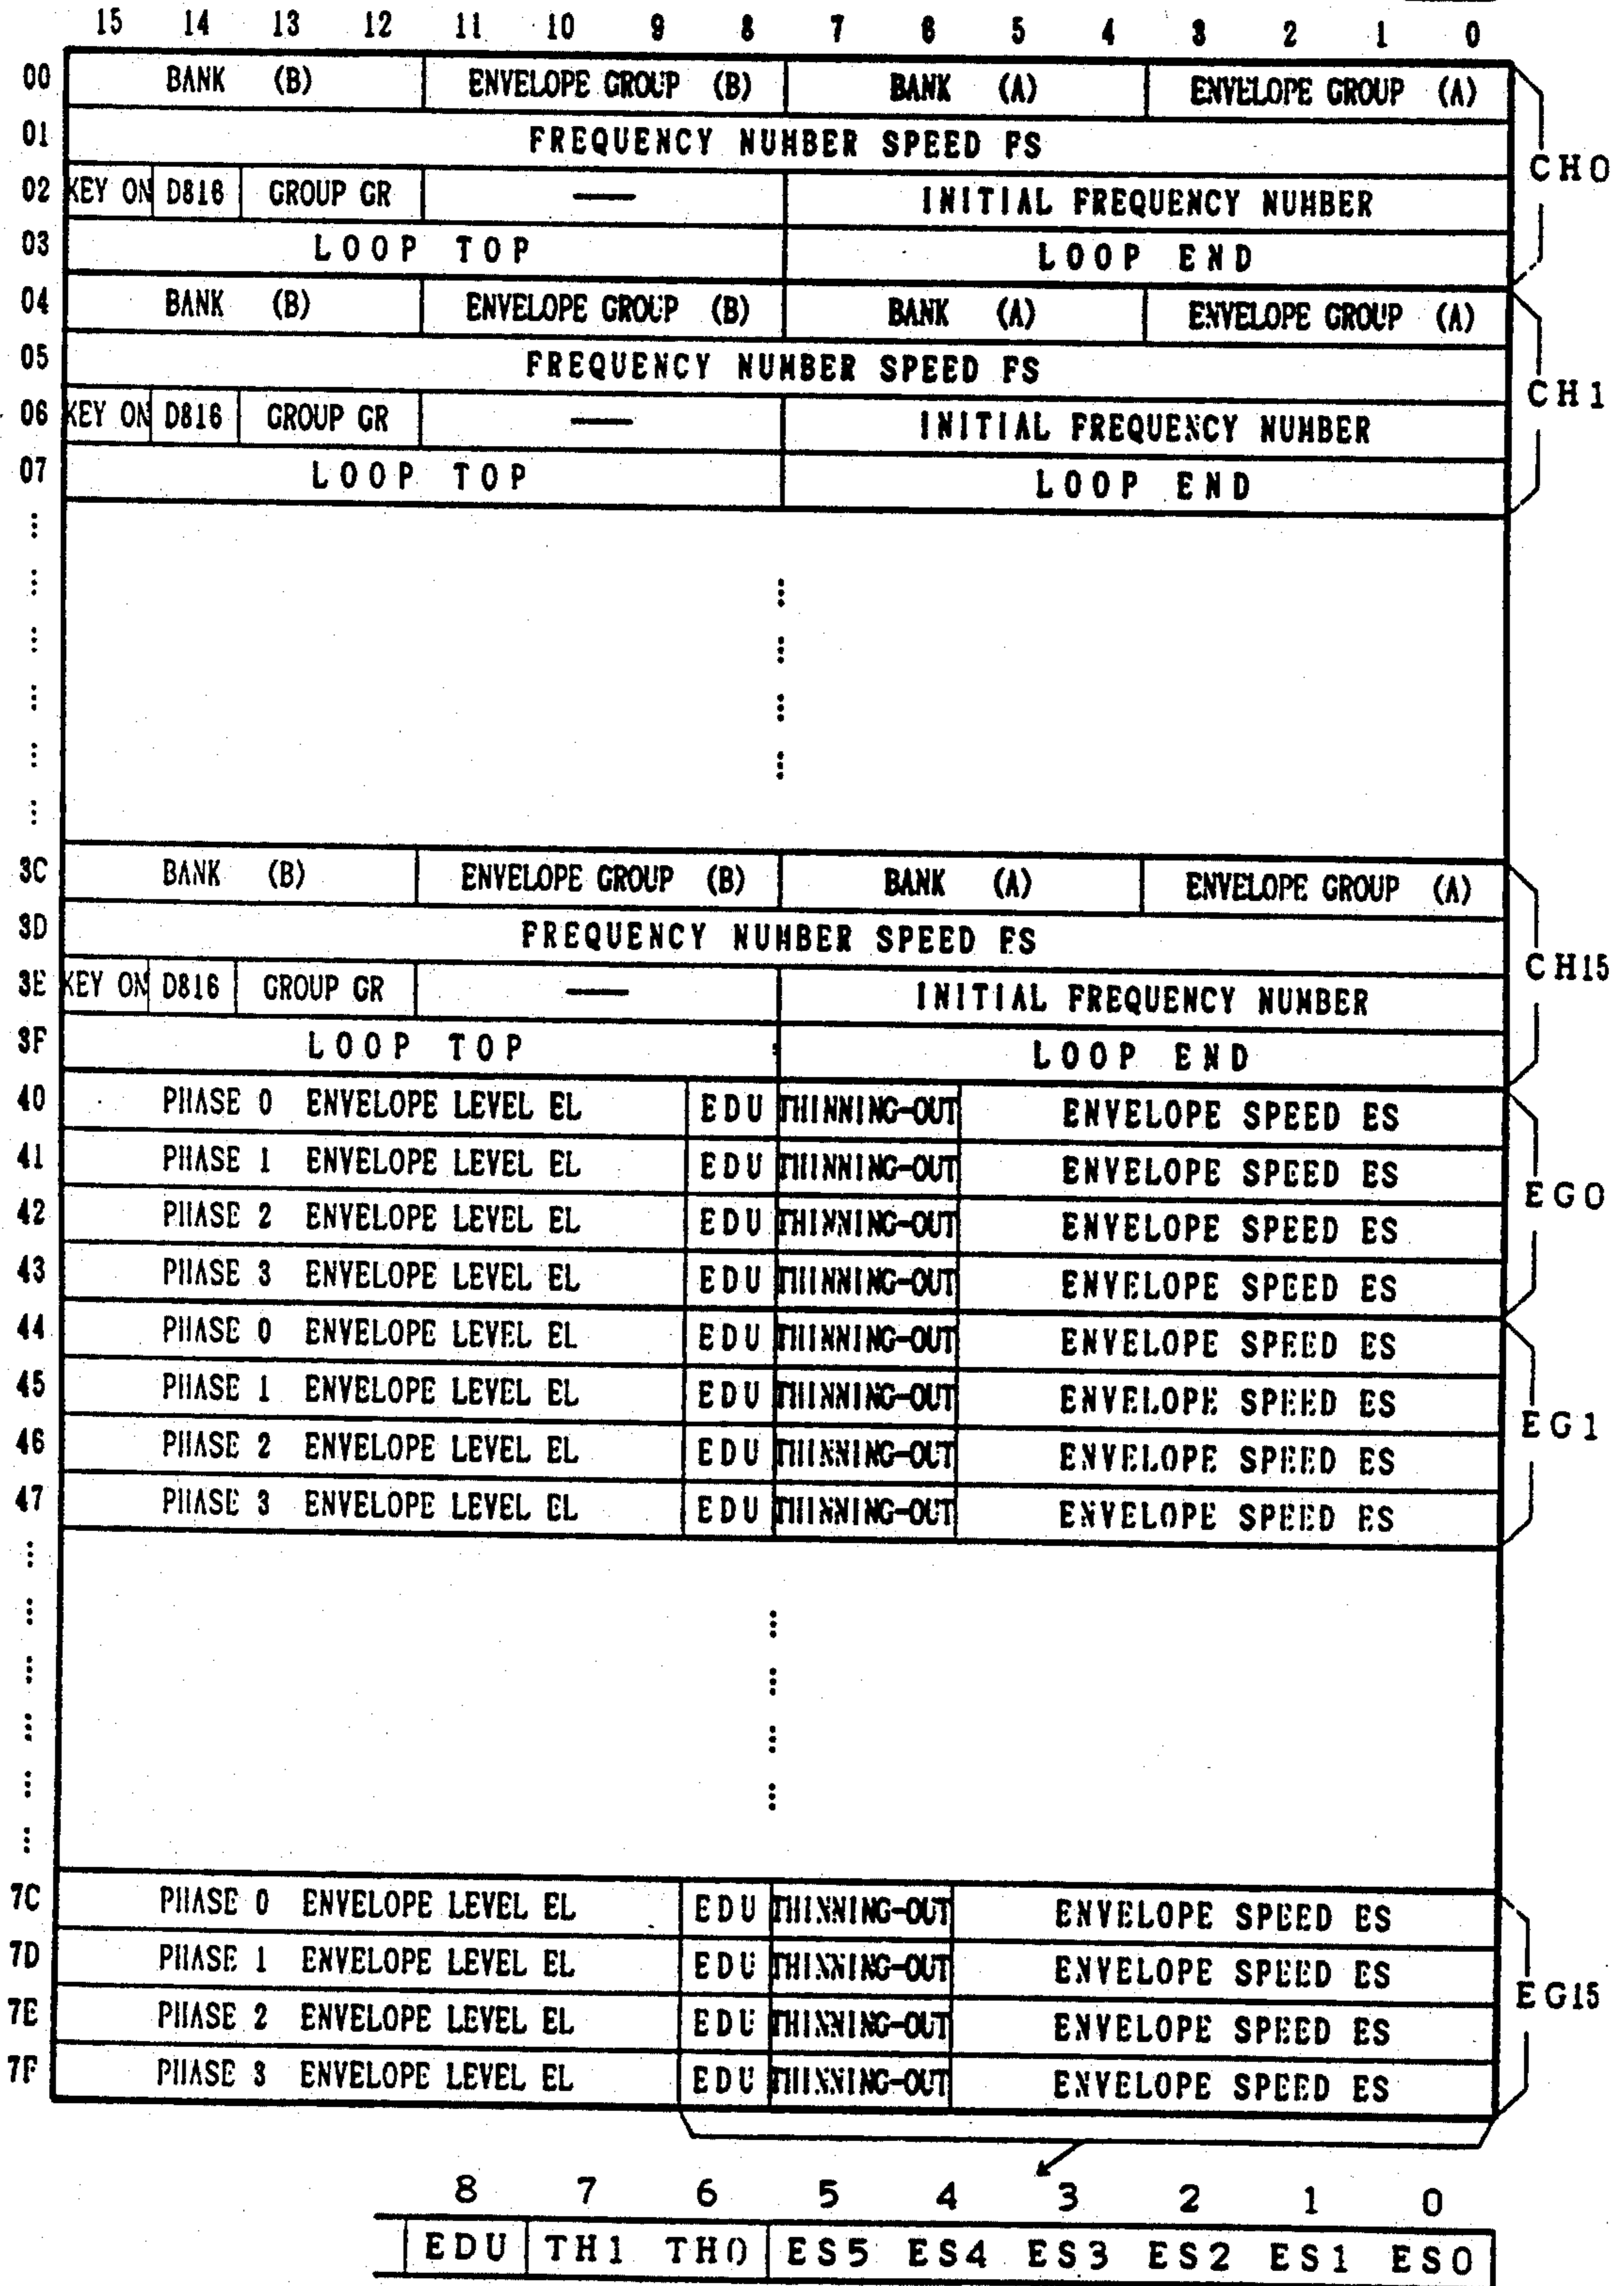 15 14 13 12 11 10 9 8 7 6 5 4 3 2 1 0
00 BANK (B) ENVELOPE GROUP (B) BANK (A) ENVELOPE GROUP (A)
01 FREQUENCY NUMBER SPEED FS
CH0
02 KEY ON D816 GROUP GR — INITIAL FREQUENCY NUMBER
03 LOOP TOP LOOP END
04 BANK (B) ENVELOPE GROUP (B) BANK (A) ENVELOPE GROUP (A)
05 FREQUENCY NUMBER SPEED FS
CH1
06 KEY ON D816 GROUP GR — INITIAL FREQUENCY NUMBER
07 LOOP TOP LOOP END
3C BANK (B) ENVELOPE GROUP (B) BANK (A) ENVELOPE GROUP (A)
3D FREQUENCY NUMBER SPEED FS
CH15
3E KEY ON D816 GROUP GR — INITIAL FREQUENCY NUMBER
3F LOOP TOP LOOP END
40 PHASE 0 ENVELOPE LEVEL EL EDU THINNING-OUT ENVELOPE SPEED ES
41 PHASE 1 ENVELOPE LEVEL EL EDU THINNING-OUT ENVELOPE SPEED ES
EG0
42 PHASE 2 ENVELOPE LEVEL EL EDU THINNING-OUT ENVELOPE SPEED ES
43 PHASE 3 ENVELOPE LEVEL EL EDU THINNING-OUT ENVELOPE SPEED ES
44 PHASE 0 ENVELOPE LEVEL EL EDU THINNING-OUT ENVELOPE SPEED ES
45 PHASE 1 ENVELOPE LEVEL EL EDU THINNING-OUT ENVELOPE SPEED ES
EG1
46 PHASE 2 ENVELOPE LEVEL EL EDU THINNING-OUT ENVELOPE SPEED ES
47 PHASE 3 ENVELOPE LEVEL EL EDU THINNING-OUT ENVELOPE SPEED ES
7C PHASE 0 ENVELOPE LEVEL EL EDU THINNING-OUT ENVELOPE SPEED ES
7D PHASE 1 ENVELOPE LEVEL EL EDU THINNING-OUT ENVELOPE SPEED ES
EG15
7E PHASE 2 ENVELOPE LEVEL EL EDU THINNING-OUT ENVELOPE SPEED ES
7F PHASE 3 ENVELOPE LEVEL EL EDU THINNING-OUT ENVELOPE SPEED ES
8 7 6 5 4 3 2 1 0
EDU TH1 TH0 ES5 ES4 ES3 ES2 ES1 ES0